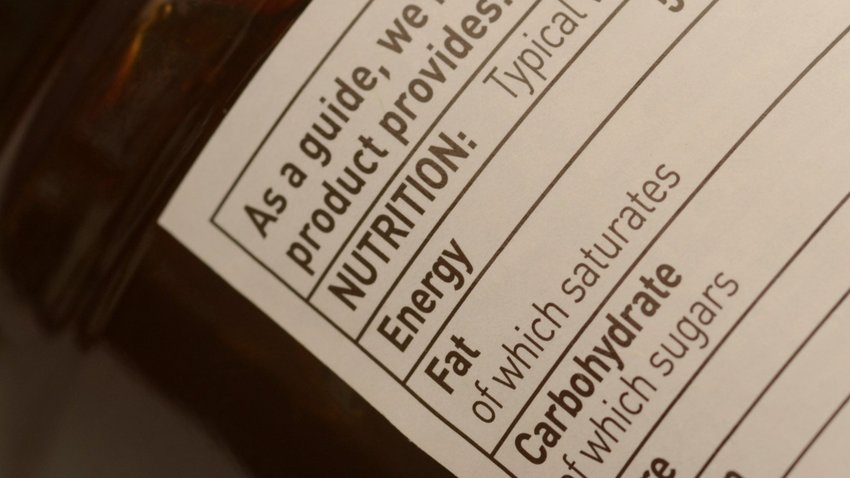 As a guide, we
product provides.
NUTRITION: Typical
Energy
Fat
of which saturates
Carbohydrate
of which sugars